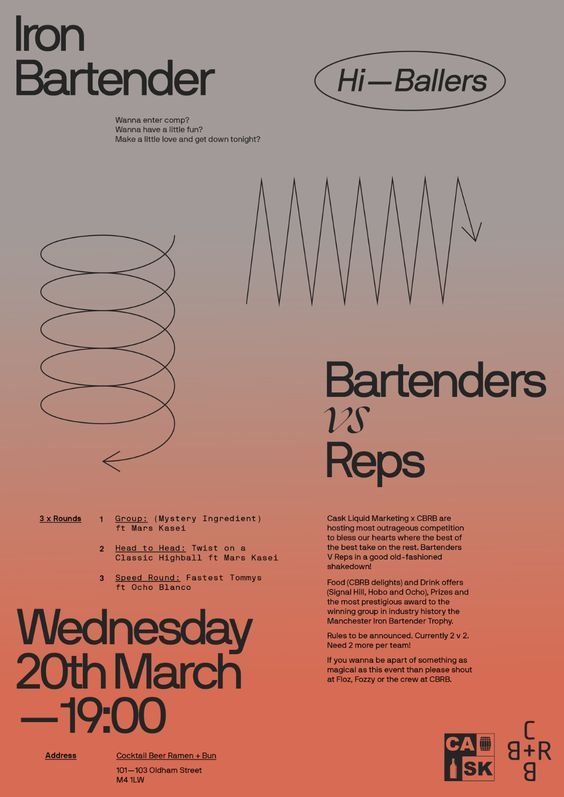 Iron
Bartender
Hi—Ballers
Wanna enter comp?
Wanna have a little fun?
Make a little love and get down tonight?
Bartenders
vs
Reps
3 x Rounds
1 Group: (Mystery Ingredient)
ft Mars Kasei
2 Head to Head: Twist on a
Classic Highball ft Mars Kasei
3 Speed Round: Fastest Tommys
ft Ocho Blanco
Cask Liquid Marketing x CBRB are
hosting most outrageous competition
to bless our hearts where the best of
the best take on the rest. Bartenders
V Reps in a good old-fashioned
shakedown!
Food (CBRB delights) and Drink offers
(Signal Hill, Hobo and Ocho), Prizes and
the most prestigious award to the
winning group in industry history the
Manchester Iron Bartender Trophy.
Rules to be announced. Currently 2 v 2.
Need 2 more per team!
If you wanna be apart of something as
magical as this event than please shout
at Floz, Fozzy or the crew at CBRB.
Wednesday
20th March
—19:00
Address
Cocktail Beer Ramen + Bun
101—103 Oldham Street
M4 1LW
CA
SK
C
B+R
B